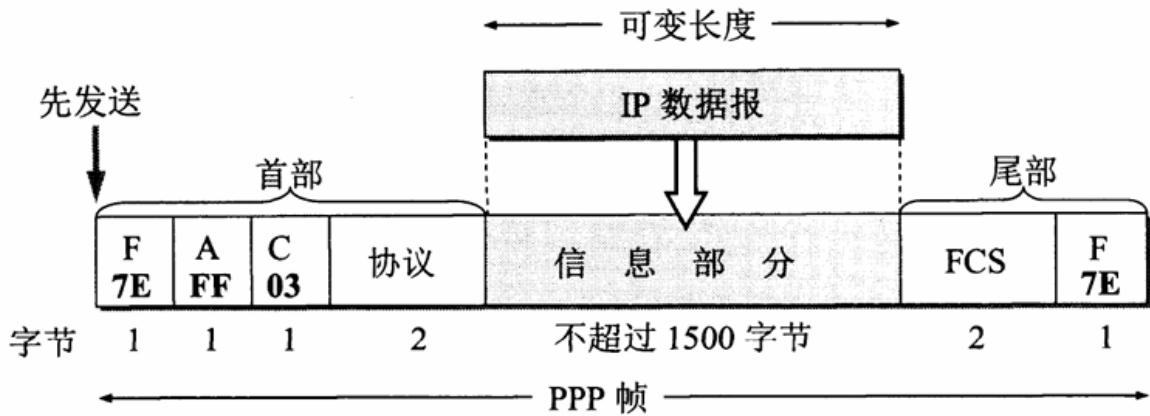 可变长度
IP 数据报
先发送
首部
尾部
F A C 协议 信息部分 FCS F
7E FF 03 7E
字节 1 1 1 2 不超过 1500 字节 2 1
PPP 帧